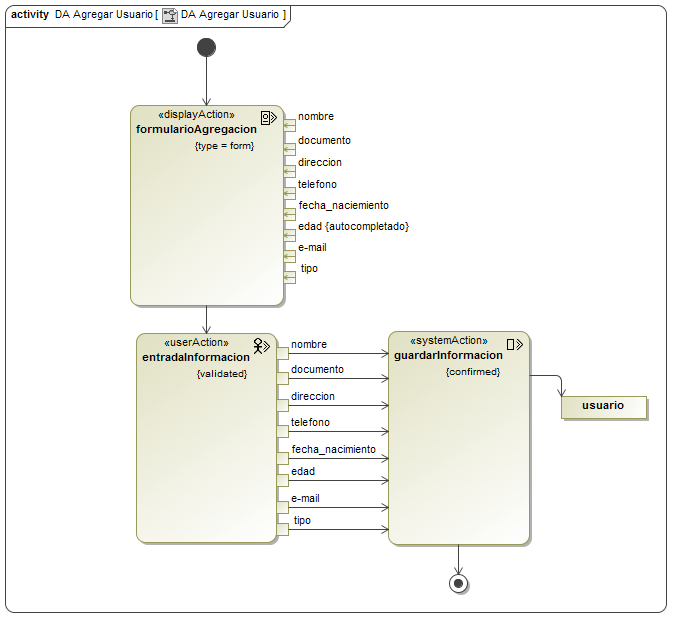 activity DA Agregar Usuario [ DA Agregar Usuario ]
«displayAction»
formularioAgregacion
{type = form}
nombre
documento
direccion
telefono
fecha_naciemiento
edad {autocompletado}
e-mail
tipo
«userAction»
entradaInformacion
{validated}
nombre
documento
direccion
telefono
fecha_nacimiento
edad
e-mail
tipo
«systemAction»
guardarInformacion
{confirmed}
usuario